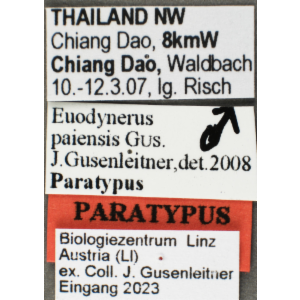 THAILAND NW
Chiang Dao, 8kmW
Chiang Dao, Waldbach
10.-12.3.07, lg. Risch
Euodynerus
paiensis GUS. ♂
J.Gusenleitner,det.2008
Paratypus
PARATYPUS
Biologiezentrum Linz
Austria (LI)
ex. Coll. J. Gusenleitner
Eingang 2023